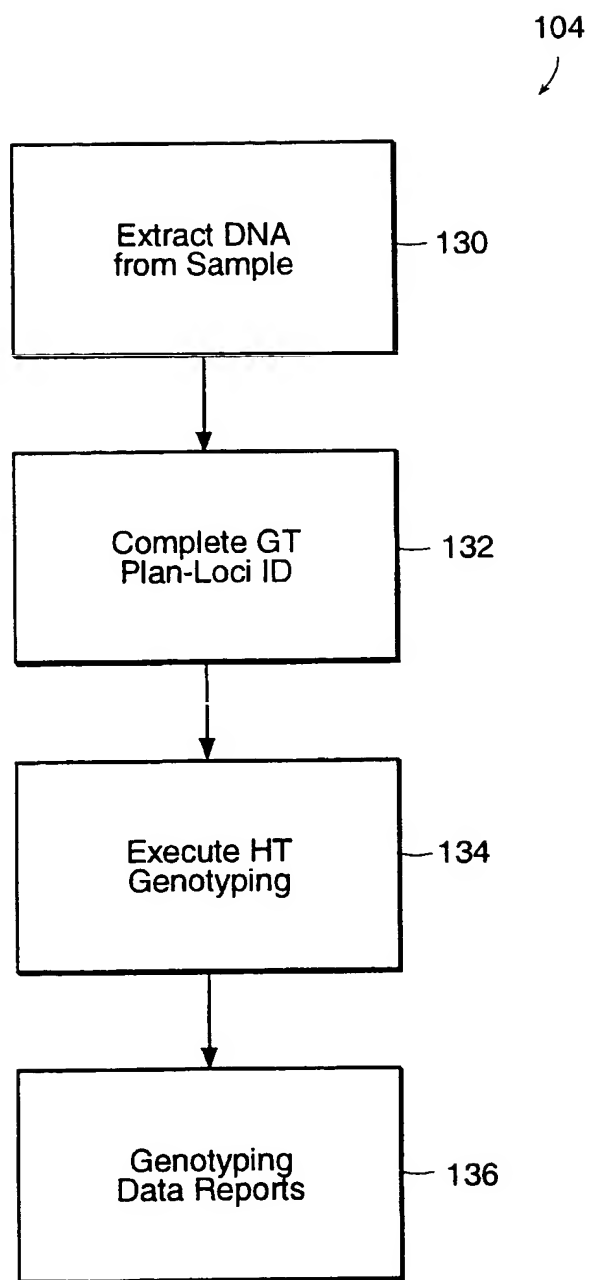 104
Extract DNA
from Sample
130
Complete GT
Plan-Loci ID
132
Execute HT
Genotyping
134
Genotyping
Data Reports
136